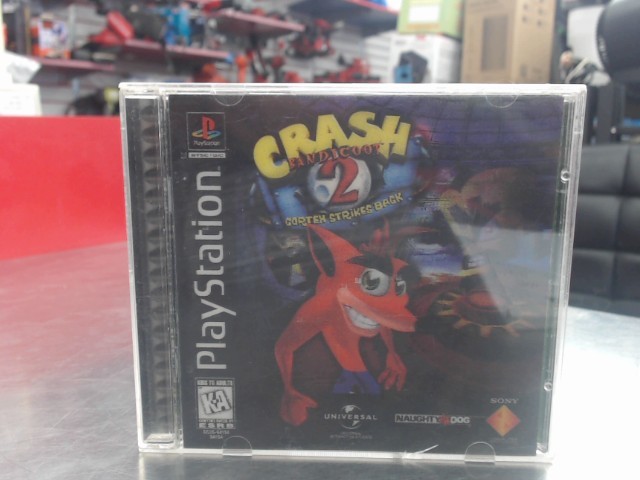 PlayStation
CRASH
BANDICOOT
2
CORTEX STRIKES BACK
PlayStation
KIDS TO ADULTS
KA
ESRB
UNIVERSAL
NAUGHTY DOG
SONY